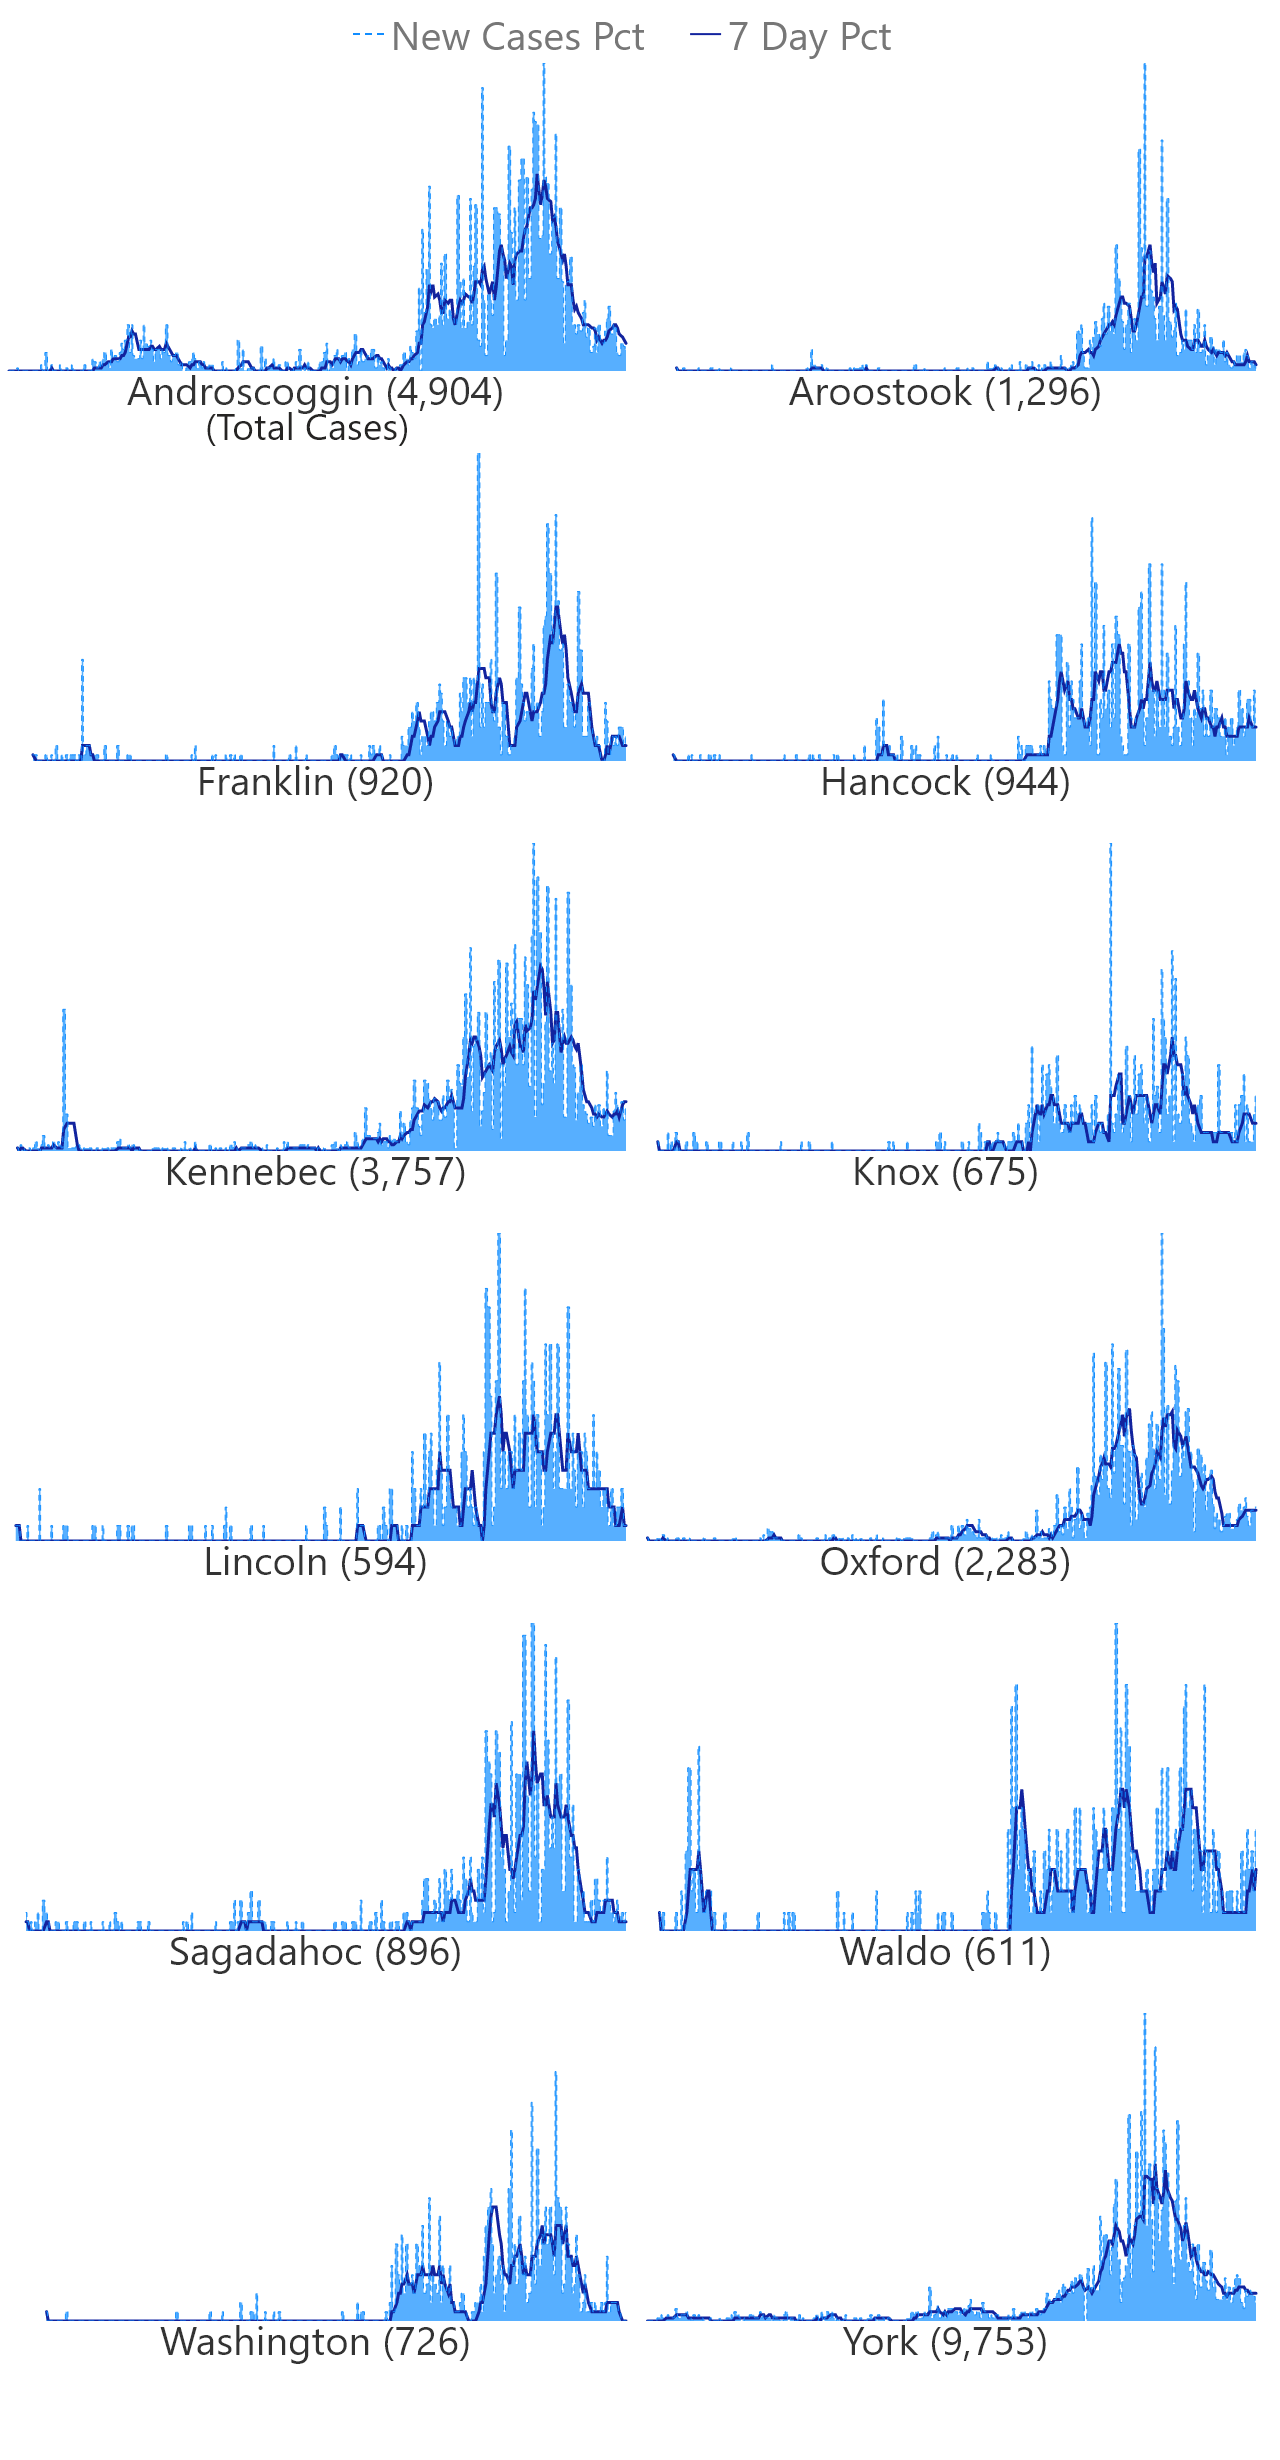 New Cases Pct 7 Day Pct
Androscoggin (4,904) Aroostook (1,296)
(Total Cases)
Franklin (920) Hancock (944)
Kennebec (3,757) Knox (675)
Lincoln (594) Oxford (2,283)
Sagadahoc (896) Waldo (611)
Washington (726) York (9,753)